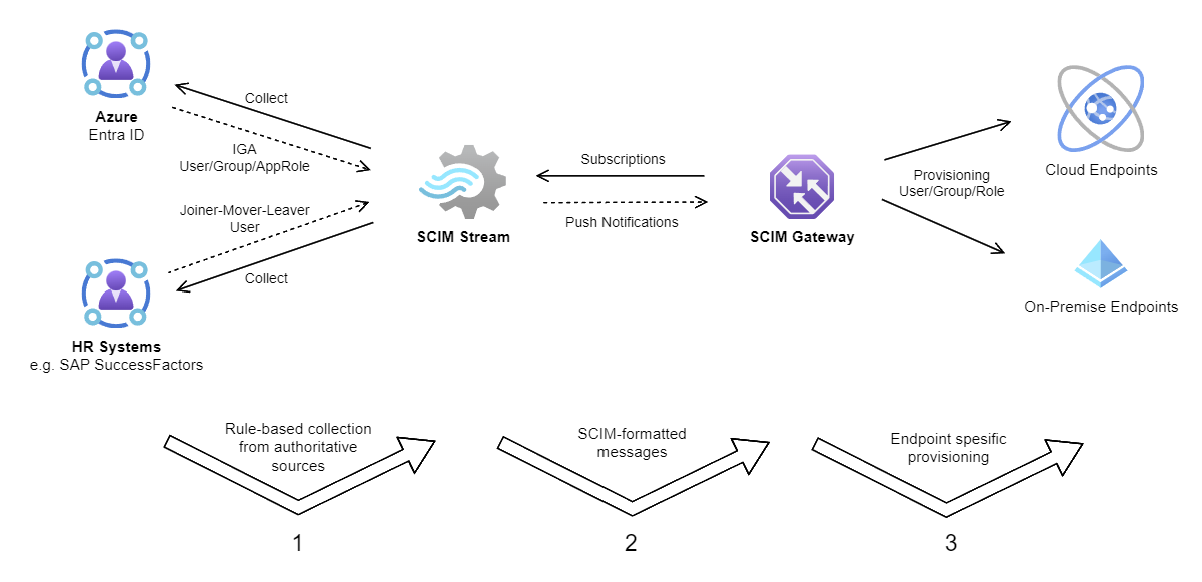 Azure
Entra ID
Collect
IGA
User/Group/AppRole
Joiner-Mover-Leaver
User
Collect
HR Systems
e.g. SAP SuccessFactors
SCIM Stream
Subscriptions
Push Notifications
SCIM Gateway
Provisioning
User/Group/Role
Cloud Endpoints
On-Premise Endpoints
Rule-based collection
from authoritative
sources
1
SCIM-formatted
messages
2
Endpoint spesific
provisioning
3